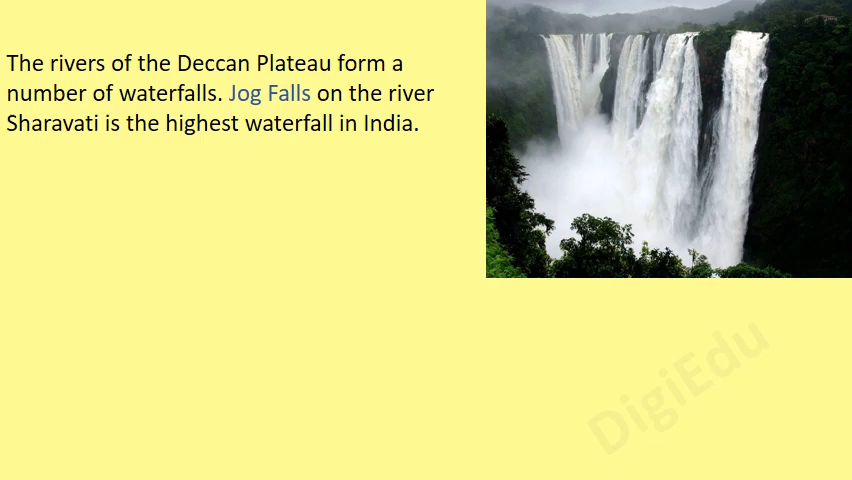 The rivers of the Deccan Plateau form a
number of waterfalls. Jog Falls on the river
Sharavati is the highest waterfall in India.
DigiEdu